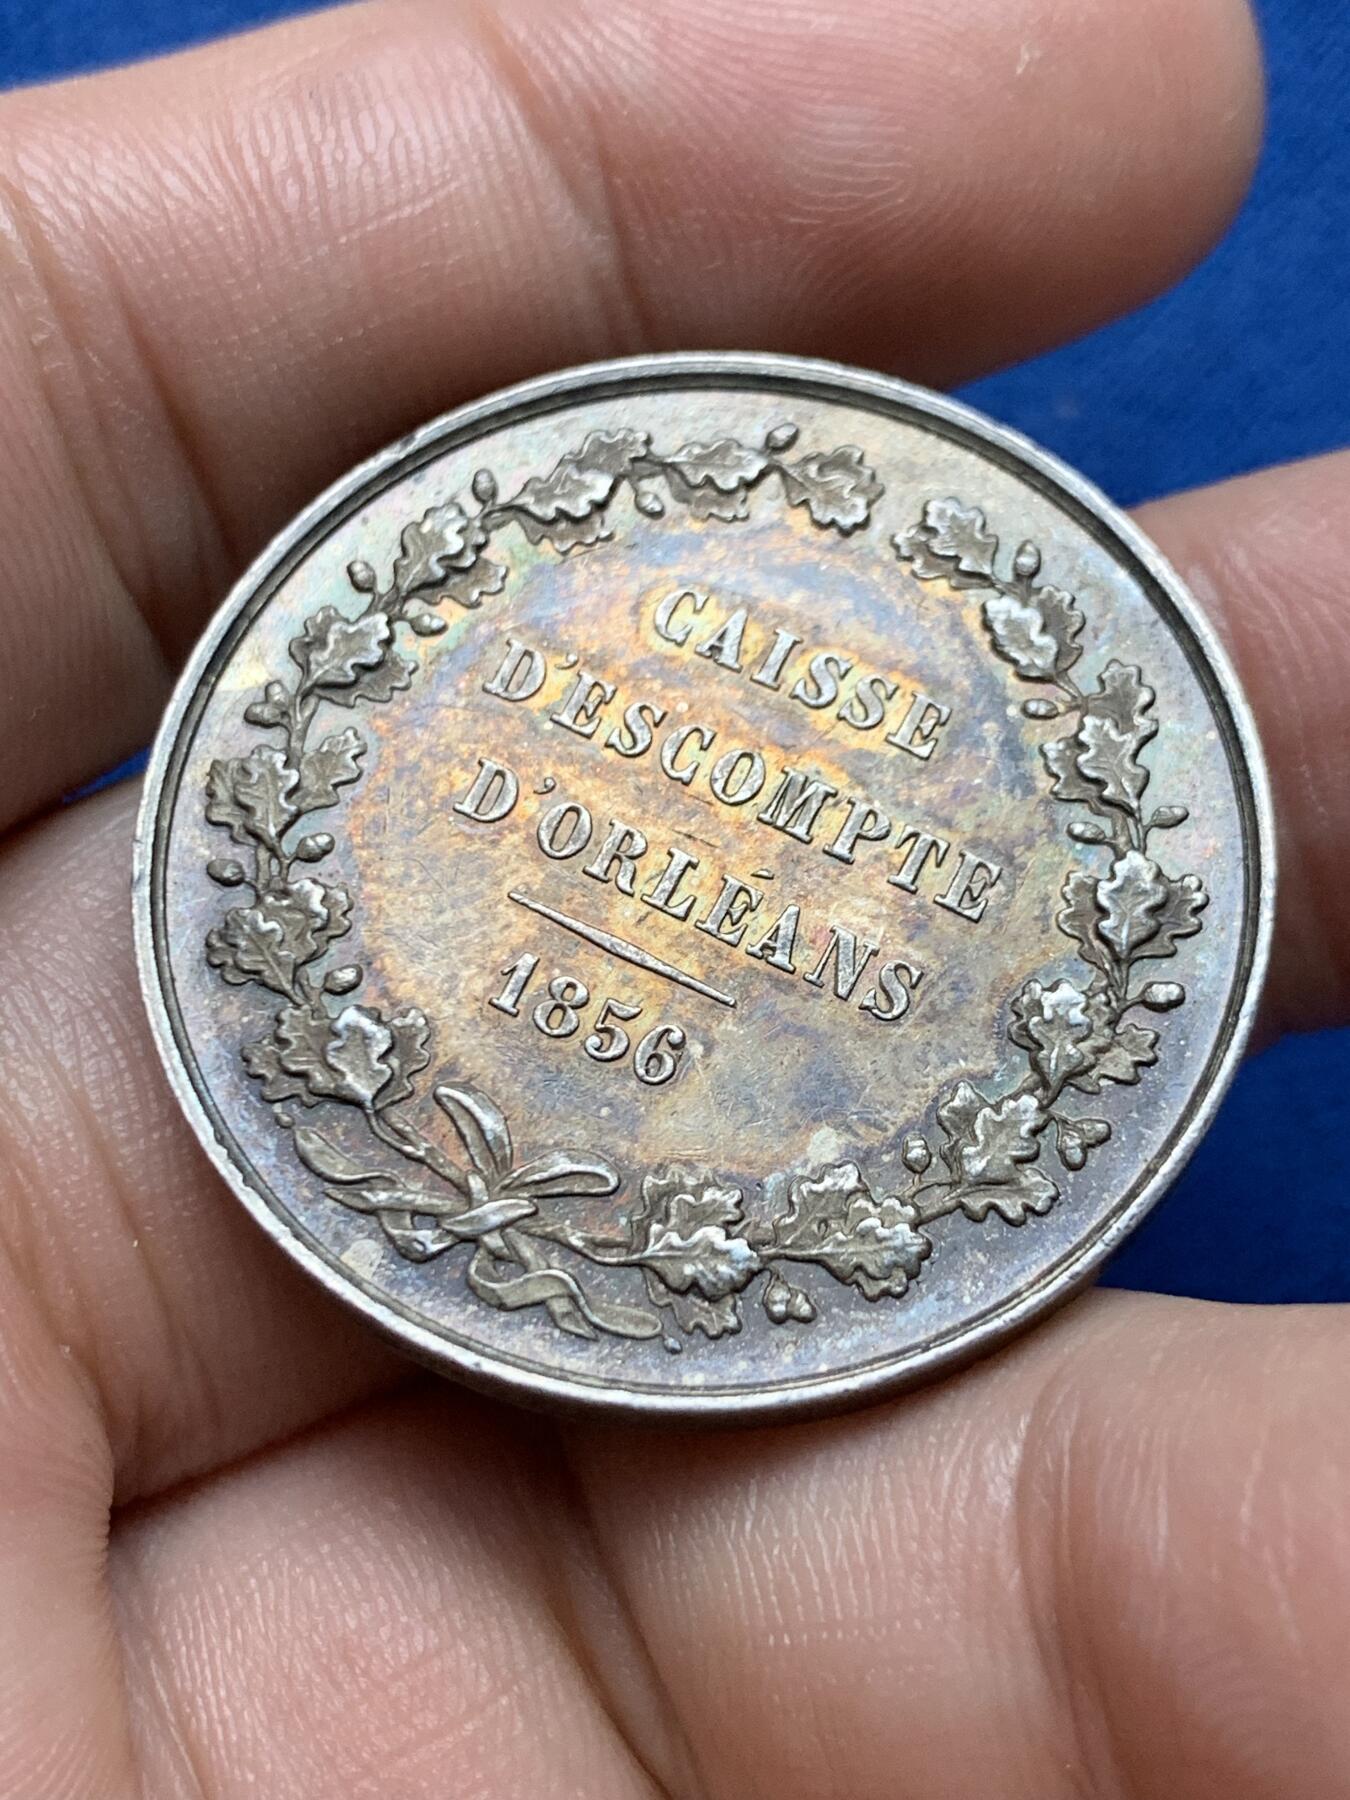 CAISSE
D'ESCOMPTE
D'ORLÉANS
1856